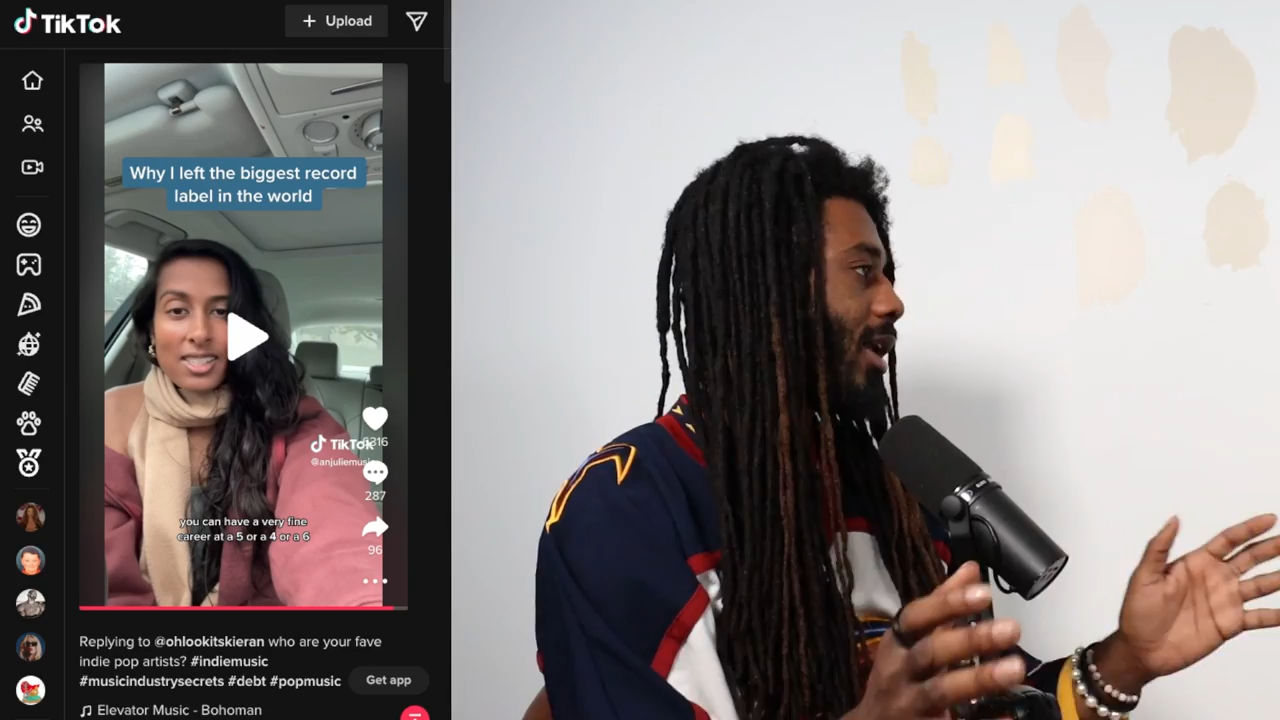 TikTok
+ Upload
Why I left the biggest record
label in the world
TikTok
6316
@anjuliemusic
287
you can have a very fine
career at a 5 or a 4 or a 6
96
Replying to @ohlookitskieran who are your fave
indie pop artists? #indiemusic
#musicindustrysecrets #debt #popmusic
Get app
Elevator Music - Bohoman